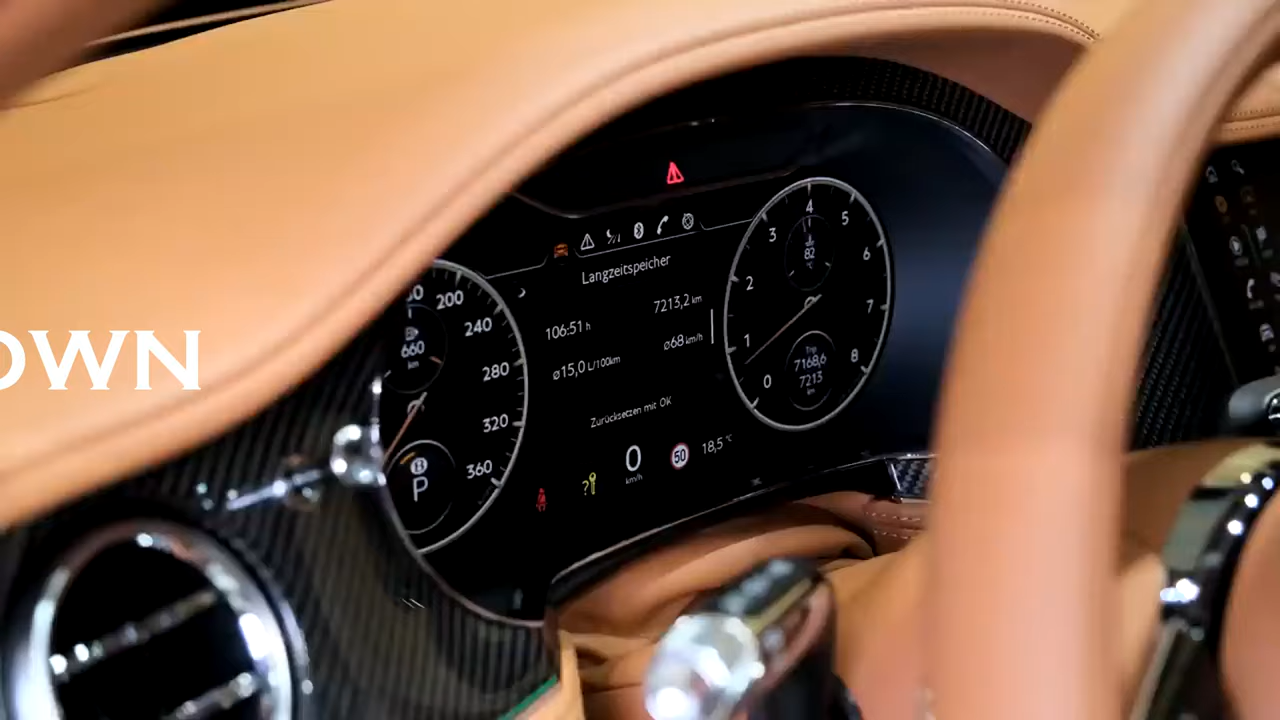 OWN
Langzeitspeicher
106:51 h
7213,2 km
ø15,0 L/100km
ø68 km/h
Zurücksetzen mit OK
0
km/h
50
18,5 °C
200
240
280
320
360
660
km
B
P
0
1
2
3
4
5
6
7
8
82
°C
Trip
7168,6
7213
km